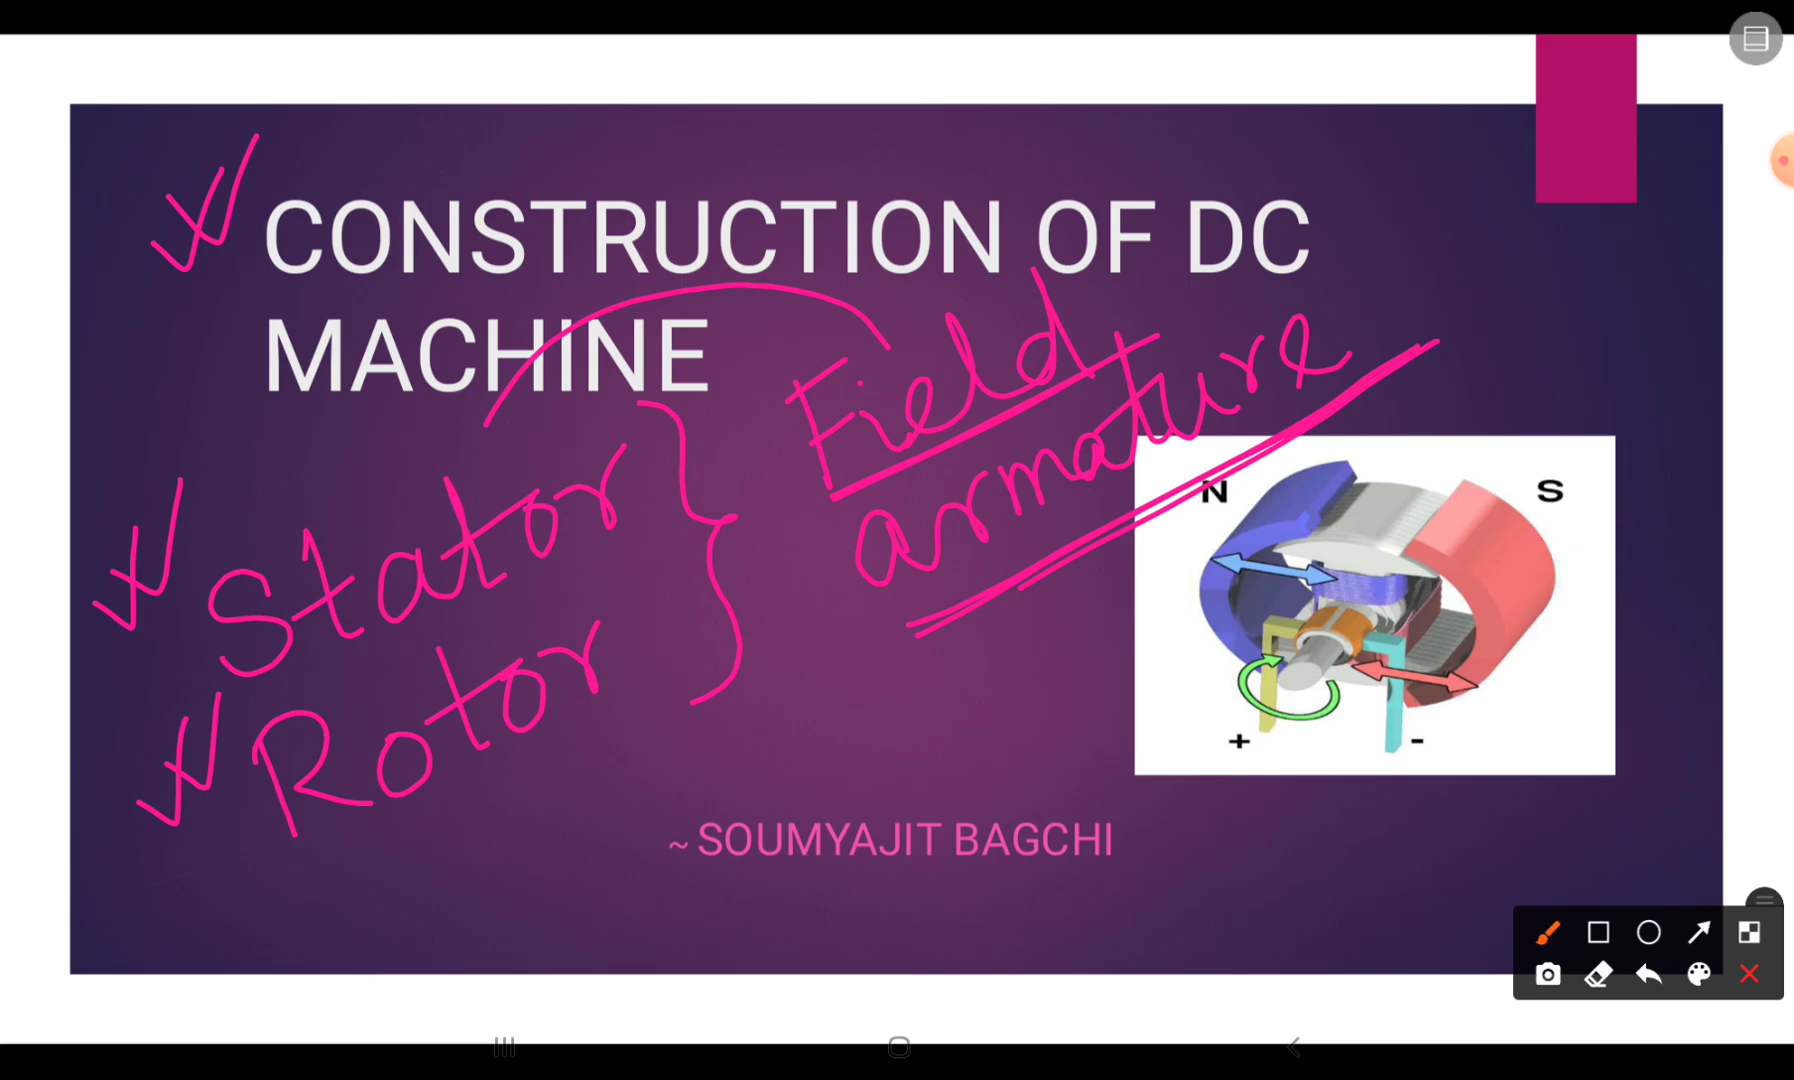 CONSTRUCTION OF DC
MACHINE
Field
armature
Stator
Rotor
N
S
+
-
~ SOUMYAJIT BAGCHI